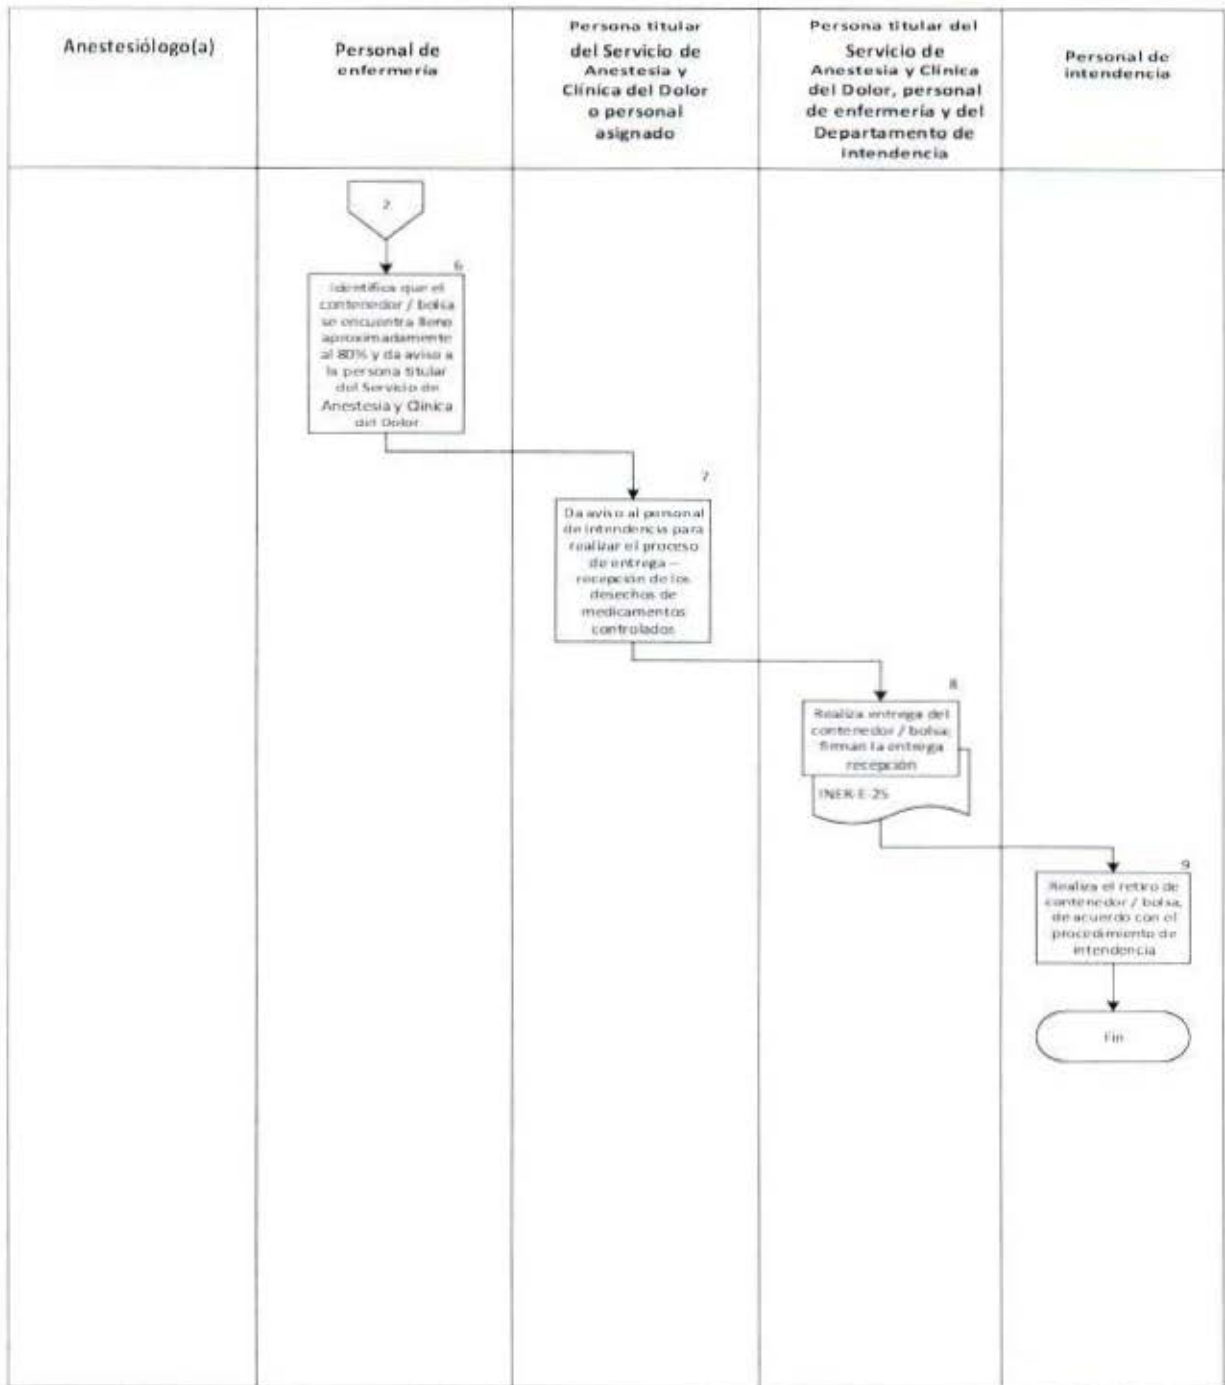 Anestesiólogo(a)
Personal de
enfermería
Persona titular
del Servicio de
Anestesia y
Clínica del Dolor
o personal
asignado
Persona titular del
Servicio de
Anestesia y Clínica
del Dolor, personal
de enfermería y del
Departamento de
intendencia
Personal de
intendencia
2
6
Identifica que el
contenedor / bolsa
se encuentra lleno
aproximadamente
al 80% y da aviso a
la persona titular
del Servicio de
Anestesia y Clínica
del Dolor
7
Da aviso al personal
de intendencia para
realizar el proceso
de entrega –
recepción de los
desechos de
medicamentos
controlados
8
Realiza entrega del
contenedor / bolsa;
firman la entrega
recepción
INER-E-25
9
Realiza el retiro de
contenedor / bolsa,
de acuerdo con el
procedimiento de
intendencia
Fin